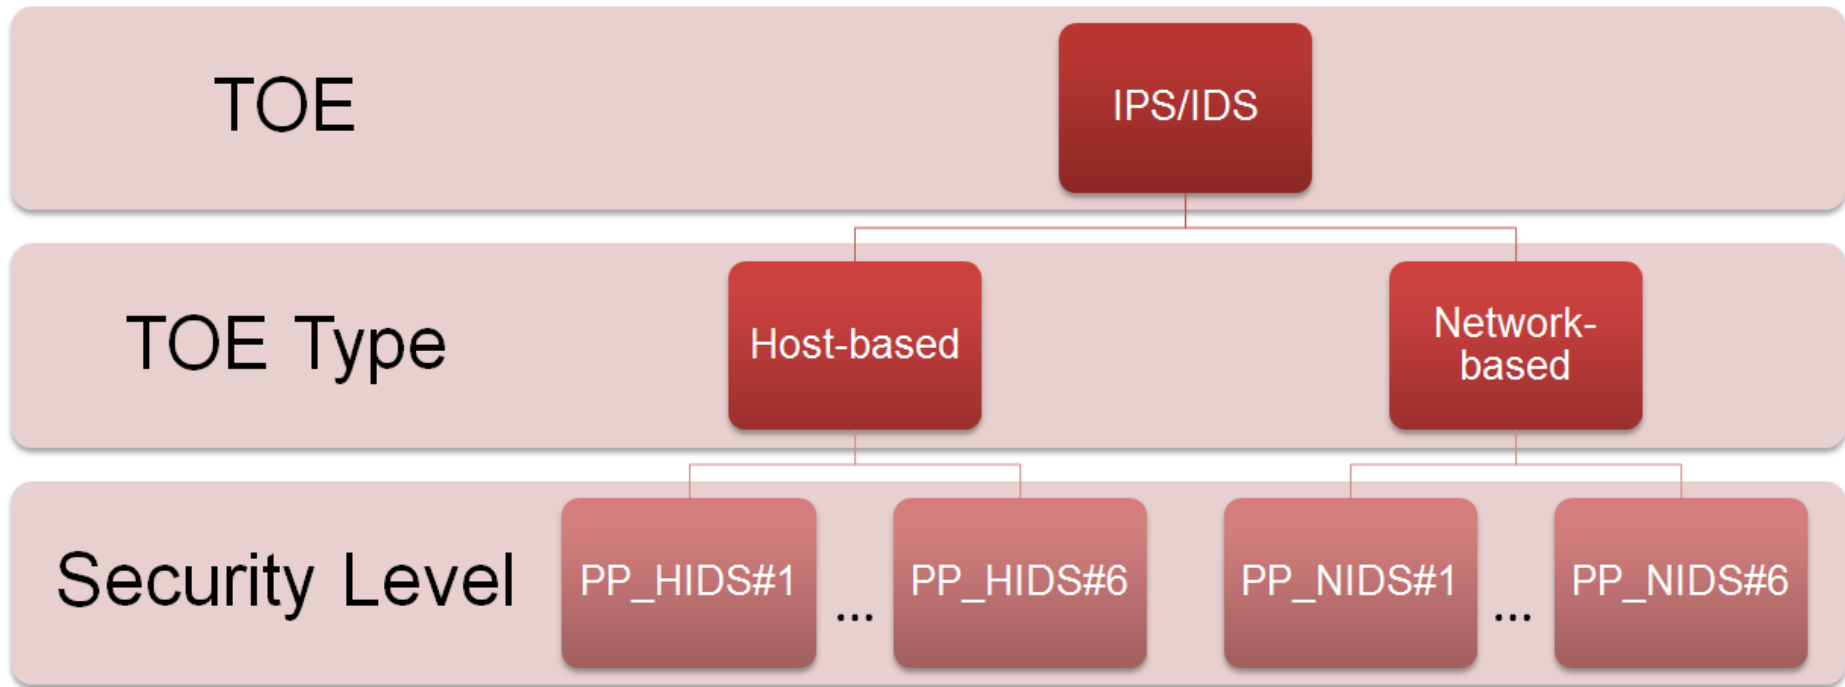 TOE
IPS/IDS
TOE Type
Host-based
Network-
based
Security Level
PP_HIDS#1
...
PP_HIDS#6
PP_NIDS#1
...
PP_NIDS#6